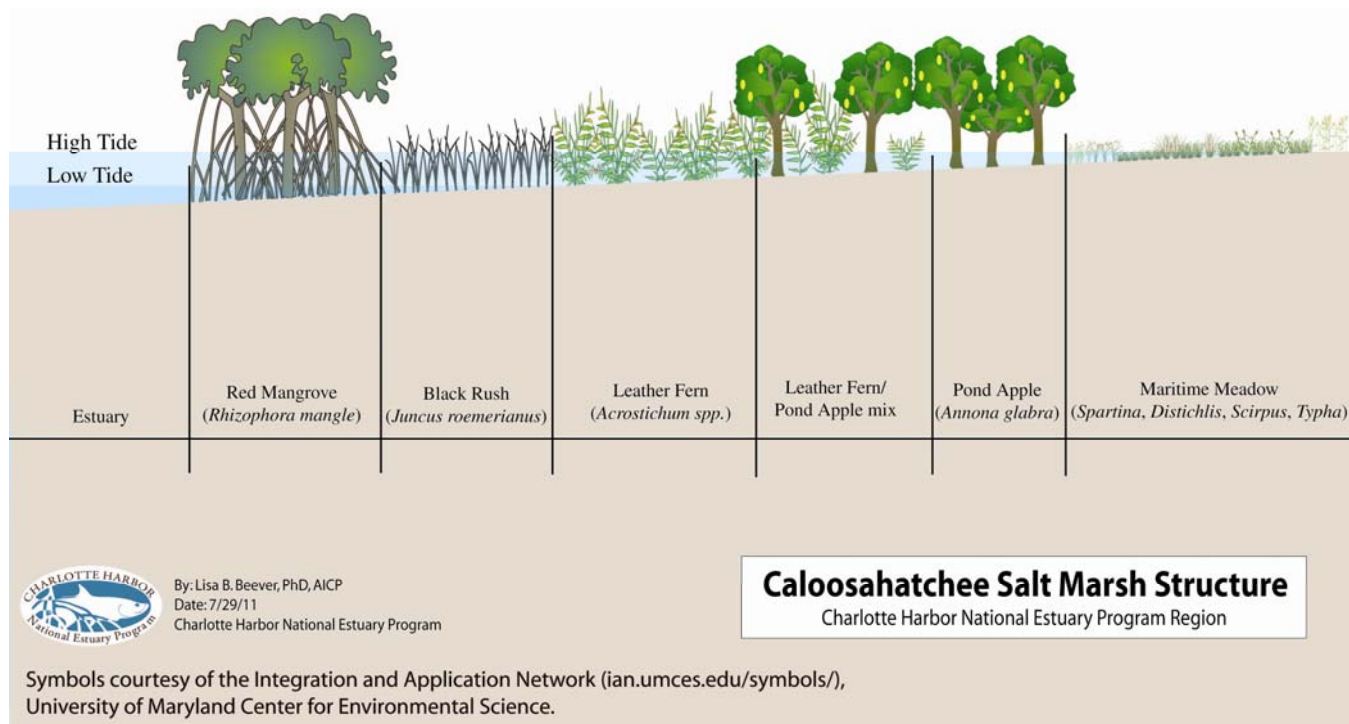 High Tide
Low Tide
Estuary
Red Mangrove
(Rhizophora mangle)
Black Rush
(Juncus roemerianus)
Leather Fern
(Acrostichum spp.)
Leather Fern/
Pond Apple mix
Pond Apple
(Annona glabra)
Maritime Meadow
(Spartina, Distichlis, Scirpus, Typha)
CHARLOTTE HARBOR
National Estuary Program
By: Lisa B. Beever, PhD, AICP
Date: 7/29/11
Charlotte Harbor National Estuary Program
Caloosahatchee Salt Marsh Structure
Charlotte Harbor National Estuary Program Region
Symbols courtesy of the Integration and Application Network (ian.umces.edu/symbols/),
University of Maryland Center for Environmental Science.